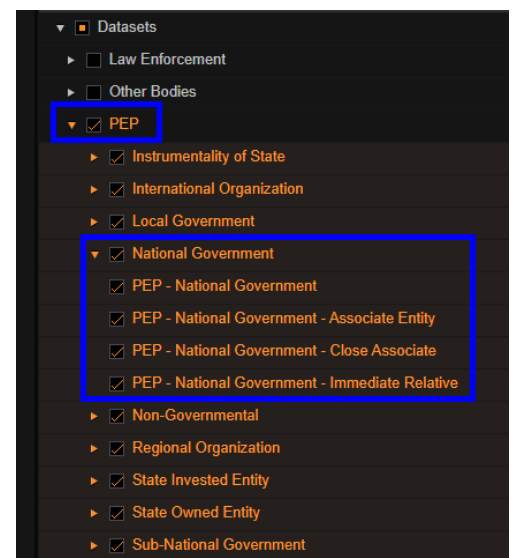 Datasets
Law Enforcement
Other Bodies
PEP
Instrumentality of State
International Organization
Local Government
National Government
PEP - National Government
PEP - National Government - Associate Entity
PEP - National Government - Close Associate
PEP - National Government - Immediate Relative
Non-Governmental
Regional Organization
State Invested Entity
State Owned Entity
Sub-National Government